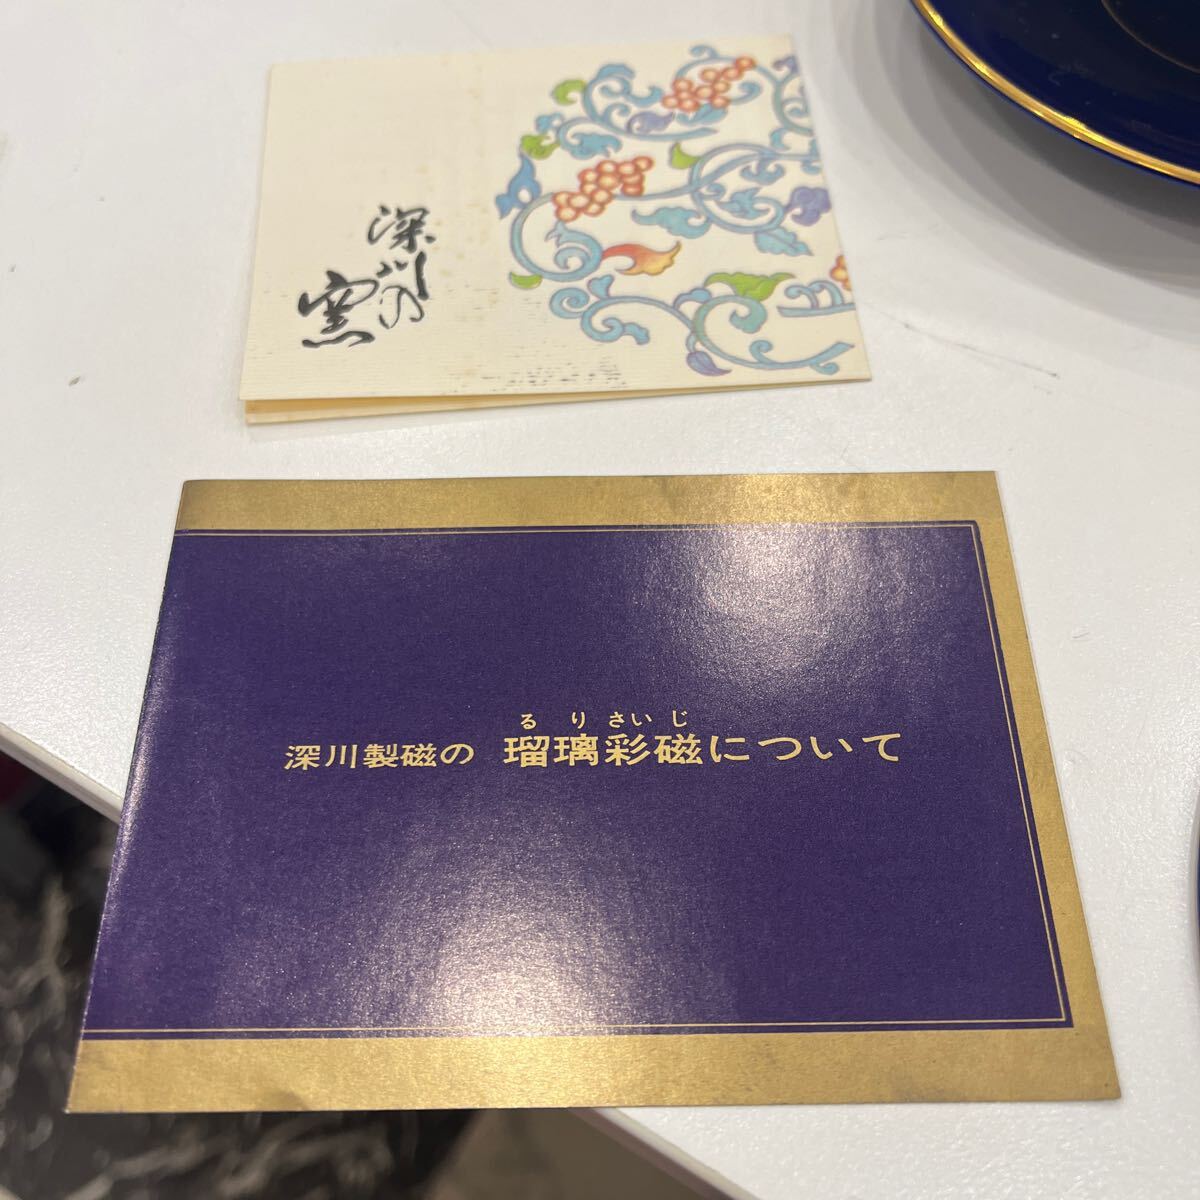 深川の
窯
るりさいじ
深川製磁の 瑠璃彩磁について